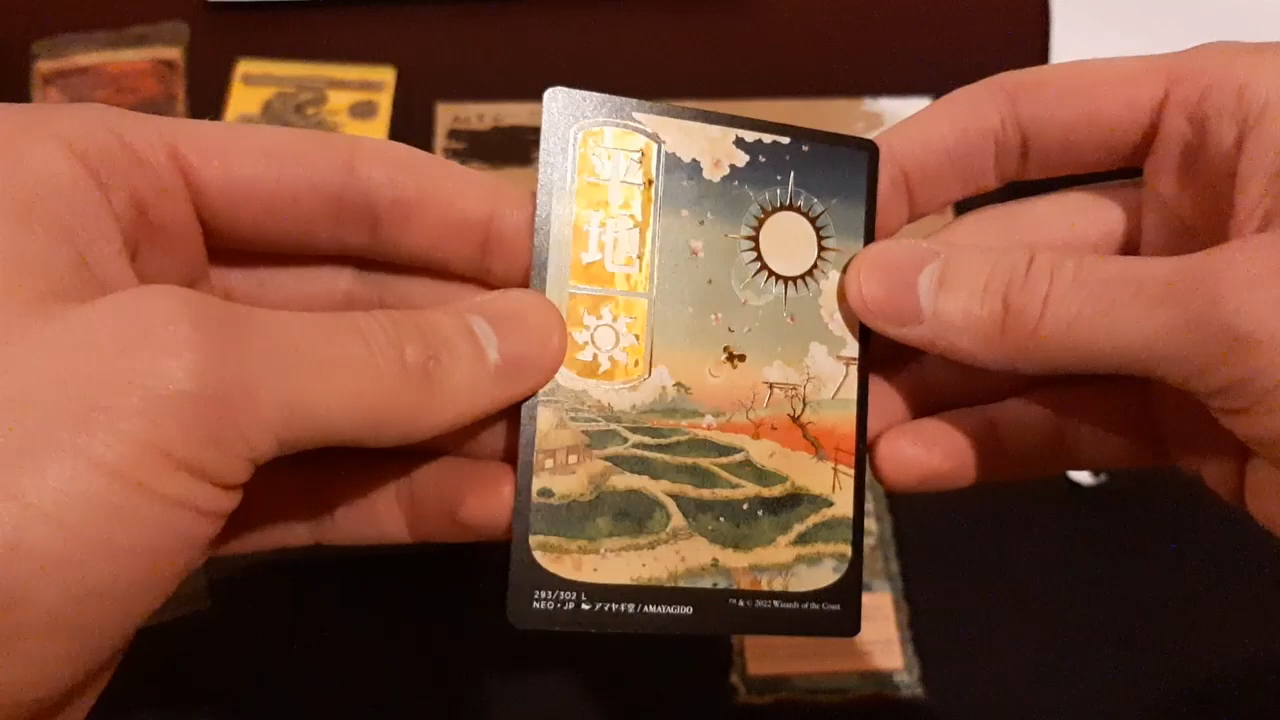 平地
293/302 L
NEO • JP アマヤギ堂 / AMAYAGIDO
™ & © 2022 Wizards of the Coast